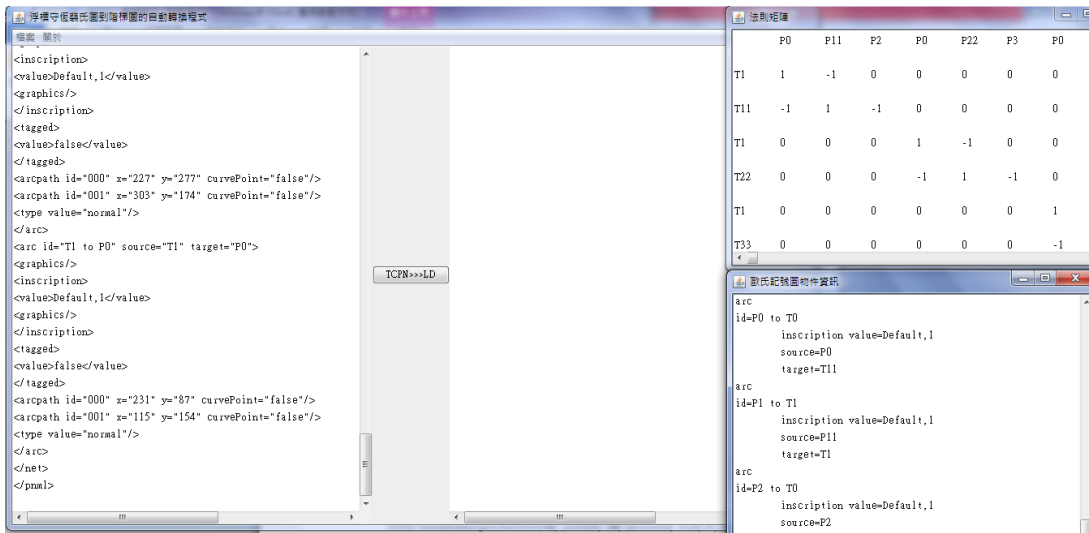 浮標守恆裴氏圖到階梯圖的自動轉換程式
檔案 關於
<inscription>
<value>Default,1</value>
<graphics/>
</inscription>
<tagged>
<value>false</value>
</tagged>
<arcpath id="000" x="227" y="277" curvePoint="false"/>
<arcpath id="001" x="303" y="174" curvePoint="false"/>
<type value="normal"/>
</arc>
<arc id="T1 to P0" source="T1" target="P0">
<graphics/>
<inscription>
<value>Default,1</value>
<graphics/>
</inscription>
<tagged>
<value>false</value>
</tagged>
<arcpath id="000" x="231" y="87" curvePoint="false"/>
<arcpath id="001" x="115" y="154" curvePoint="false"/>
<type value="normal"/>
</arc>
</net>
</pnml>
TCPN>>>LD
法則矩陣
P0 P11 P2 P0 P22 P3 P0
T1 1 -1 0 0 0 0 0
T11 -1 1 -1 0 0 0 0
T1 0 0 0 1 -1 0 0
T22 0 0 0 -1 1 -1 0
T1 0 0 0 0 0 0 1
T33 0 0 0 0 0 0 -1
歐氏記號圖物件資訊
arc
id=P0 to T0
inscription value=Default,1
source=P0
target=T11
arc
id=P1 to T1
inscription value=Default,1
source=P11
target=T1
arc
id=P2 to T0
inscription value=Default,1
source=P2